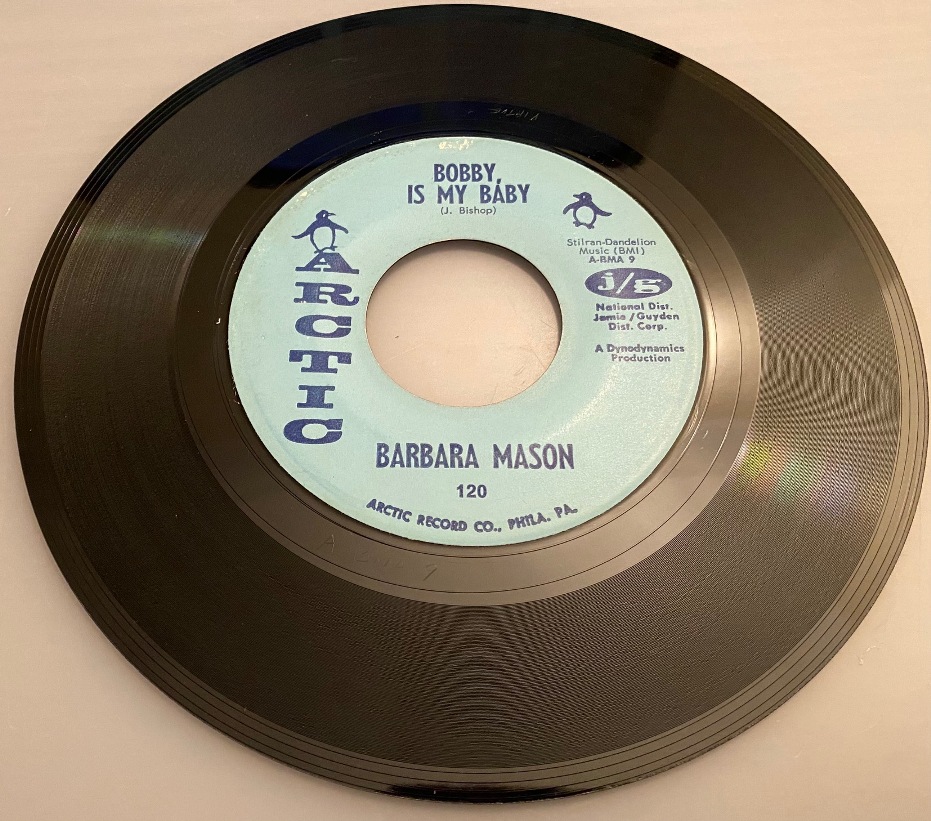 BOBBY,
IS MY BABY
(J. Bishop)
ARCTIC
Stilran-Dandelion
Music (BMI)
A-BMA 9
j/g
National Dist.
Jamie/Guyden
Dist. Corp.
A Dynodynamics
Production
BARBARA MASON
120
ARCTIC RECORD CO., PHILA. PA.